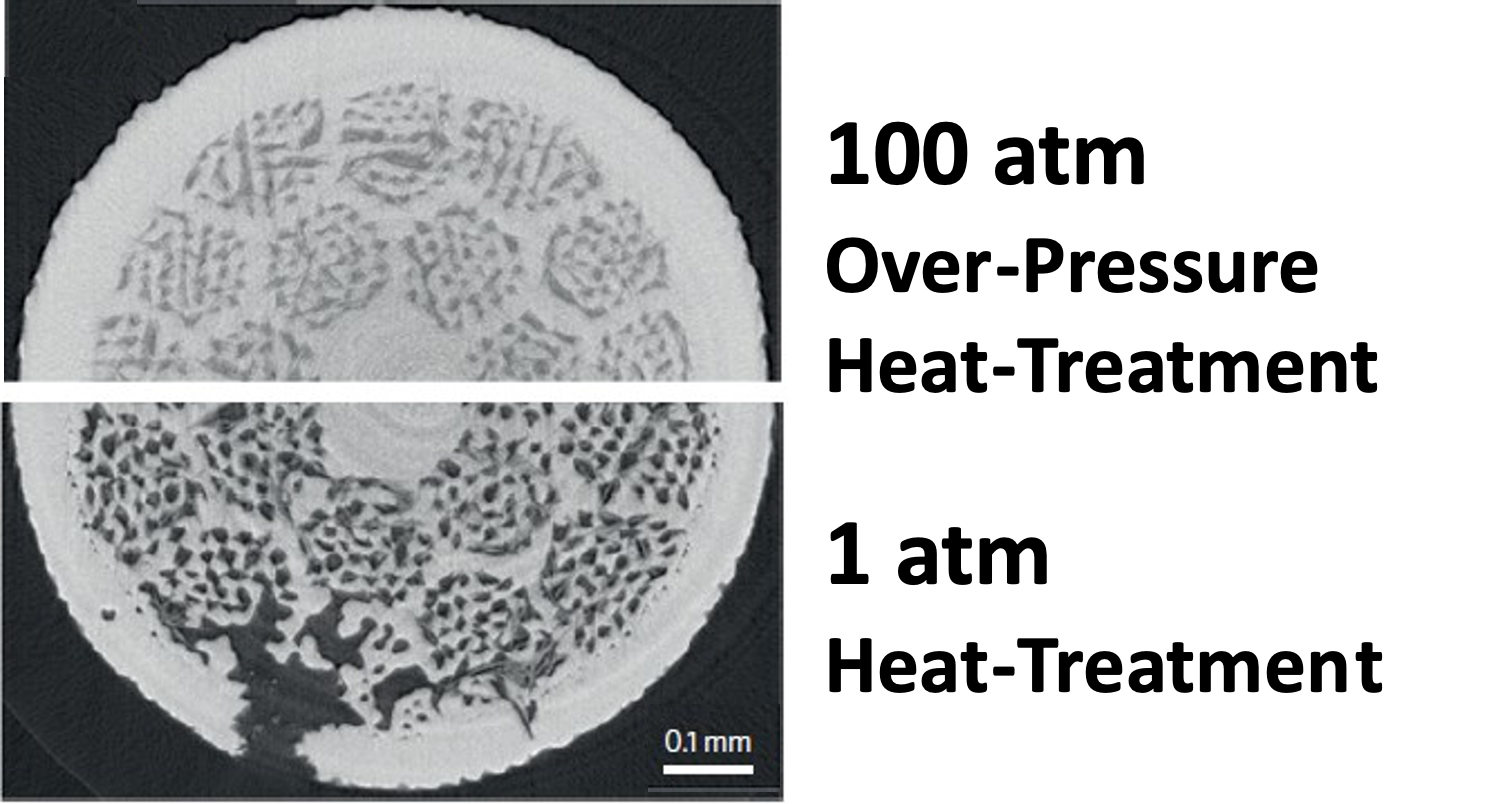 100 atm
Over-Pressure
Heat-Treatment
1 atm
Heat-Treatment
0.1 mm